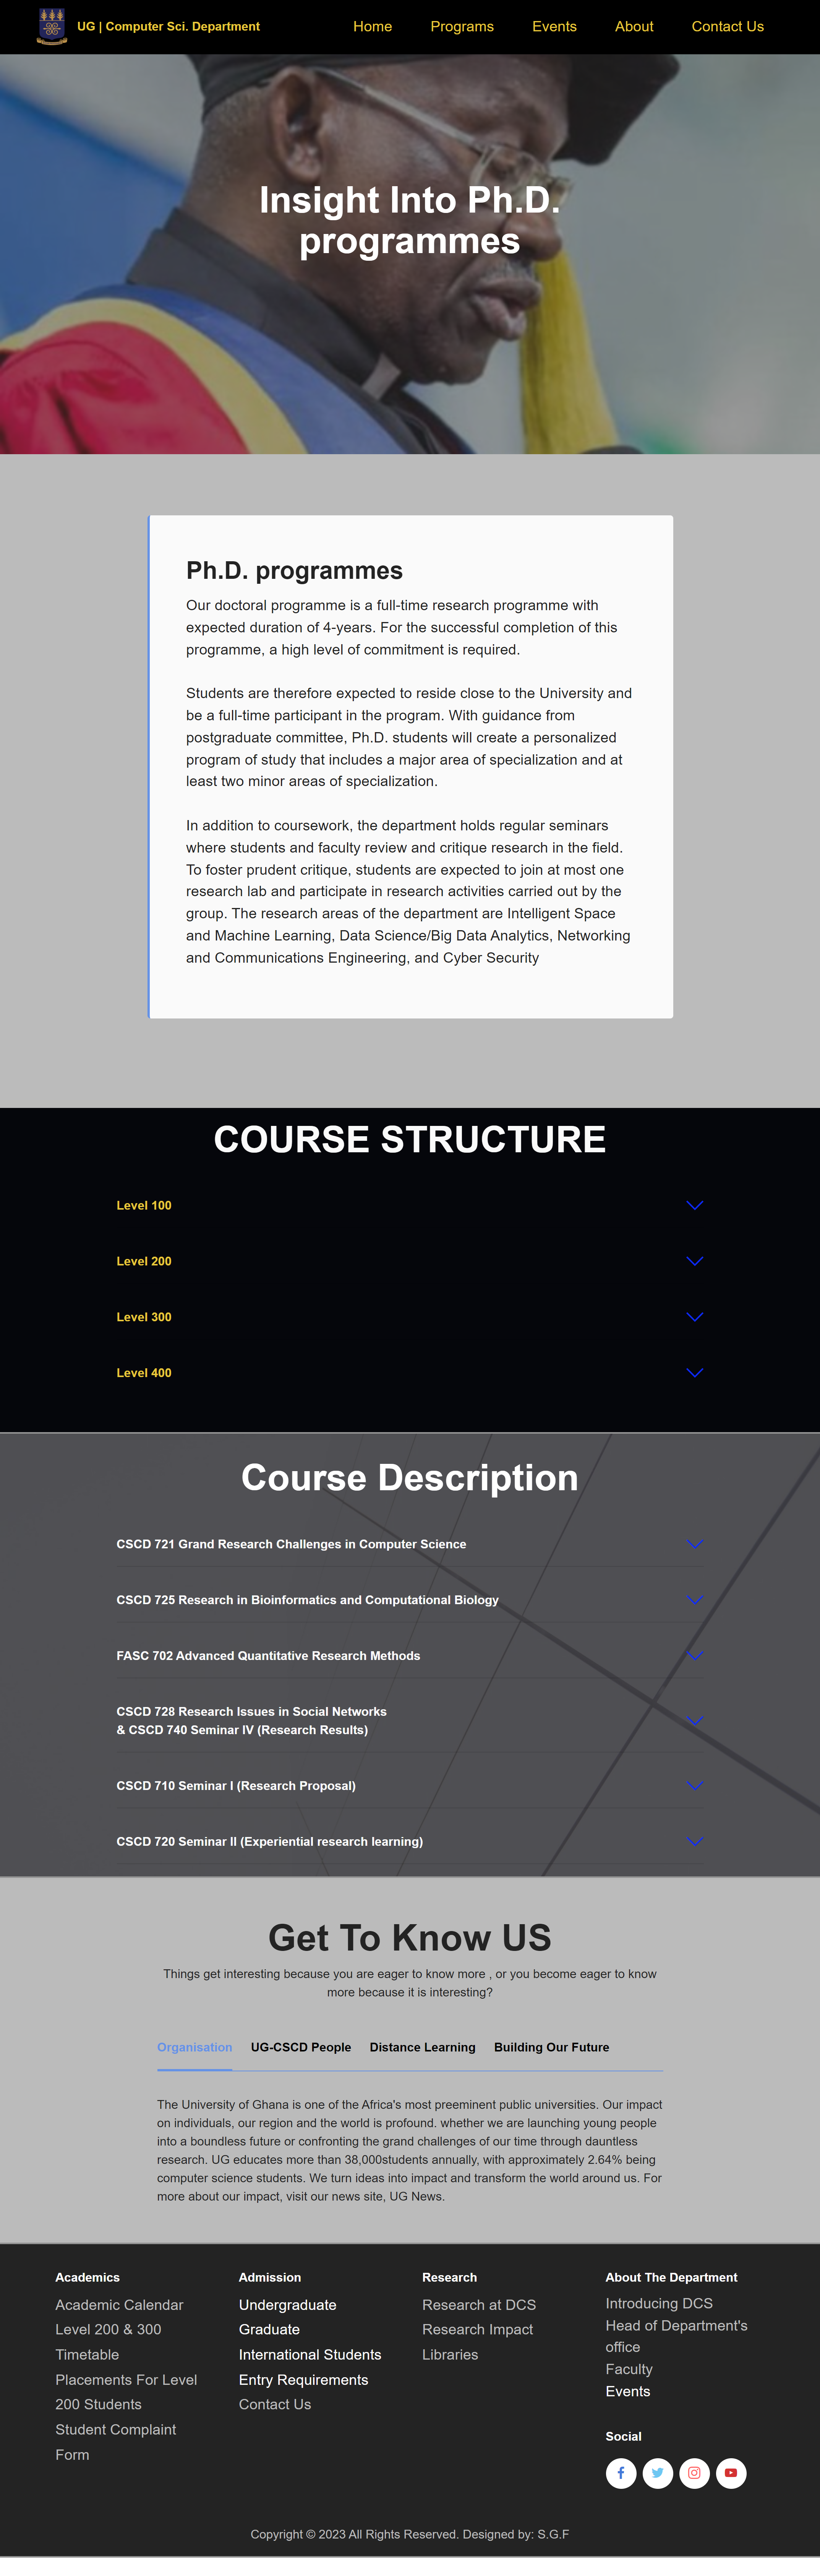 UG | Computer Sci. Department
Home
Programs
Events
About
Contact Us
Insight Into Ph.D.
programmes
Ph.D. programmes
Our doctoral programme is a full-time research programme with
expected duration of 4-years. For the successful completion of this
programme, a high level of commitment is required.
Students are therefore expected to reside close to the University and
be a full-time participant in the program. With guidance from
postgraduate committee, Ph.D. students will create a personalized
program of study that includes a major area of specialization and at
least two minor areas of specialization.
In addition to coursework, the department holds regular seminars
where students and faculty review and critique research in the field.
To foster prudent critique, students are expected to join at most one
research lab and participate in research activities carried out by the
group. The research areas of the department are Intelligent Space
and Machine Learning, Data Science/Big Data Analytics, Networking
and Communications Engineering, and Cyber Security
COURSE STRUCTURE
Level 100
Level 200
Level 300
Level 400
Course Description
CSCD 721 Grand Research Challenges in Computer Science
CSCD 725 Research in Bioinformatics and Computational Biology
FASC 702 Advanced Quantitative Research Methods
CSCD 728 Research Issues in Social Networks
& CSCD 740 Seminar IV (Research Results)
CSCD 710 Seminar I (Research Proposal)
CSCD 720 Seminar II (Experiential research learning)
Get To Know US
Things get interesting because you are eager to know more , or you become eager to know
more because it is interesting?
Organisation
UG-CSCD People
Distance Learning
Building Our Future
The University of Ghana is one of the Africa's most preeminent public universities. Our impact
on individuals, our region and the world is profound. whether we are launching young people
into a boundless future or confronting the grand challenges of our time through dauntless
research. UG educates more than 38,000students annually, with approximately 2.64% being
computer science students. We turn ideas into impact and transform the world around us. For
more about our impact, visit our news site, UG News.
Academics
Academic Calendar
Level 200 & 300
Timetable
Placements For Level
200 Students
Student Complaint
Form
Admission
Undergraduate
Graduate
International Students
Entry Requirements
Contact Us
Research
Research at DCS
Research Impact
Libraries
About The Department
Introducing DCS
Head of Department's
office
Faculty
Events
Social
Copyright © 2023 All Rights Reserved. Designed by: S.G.F